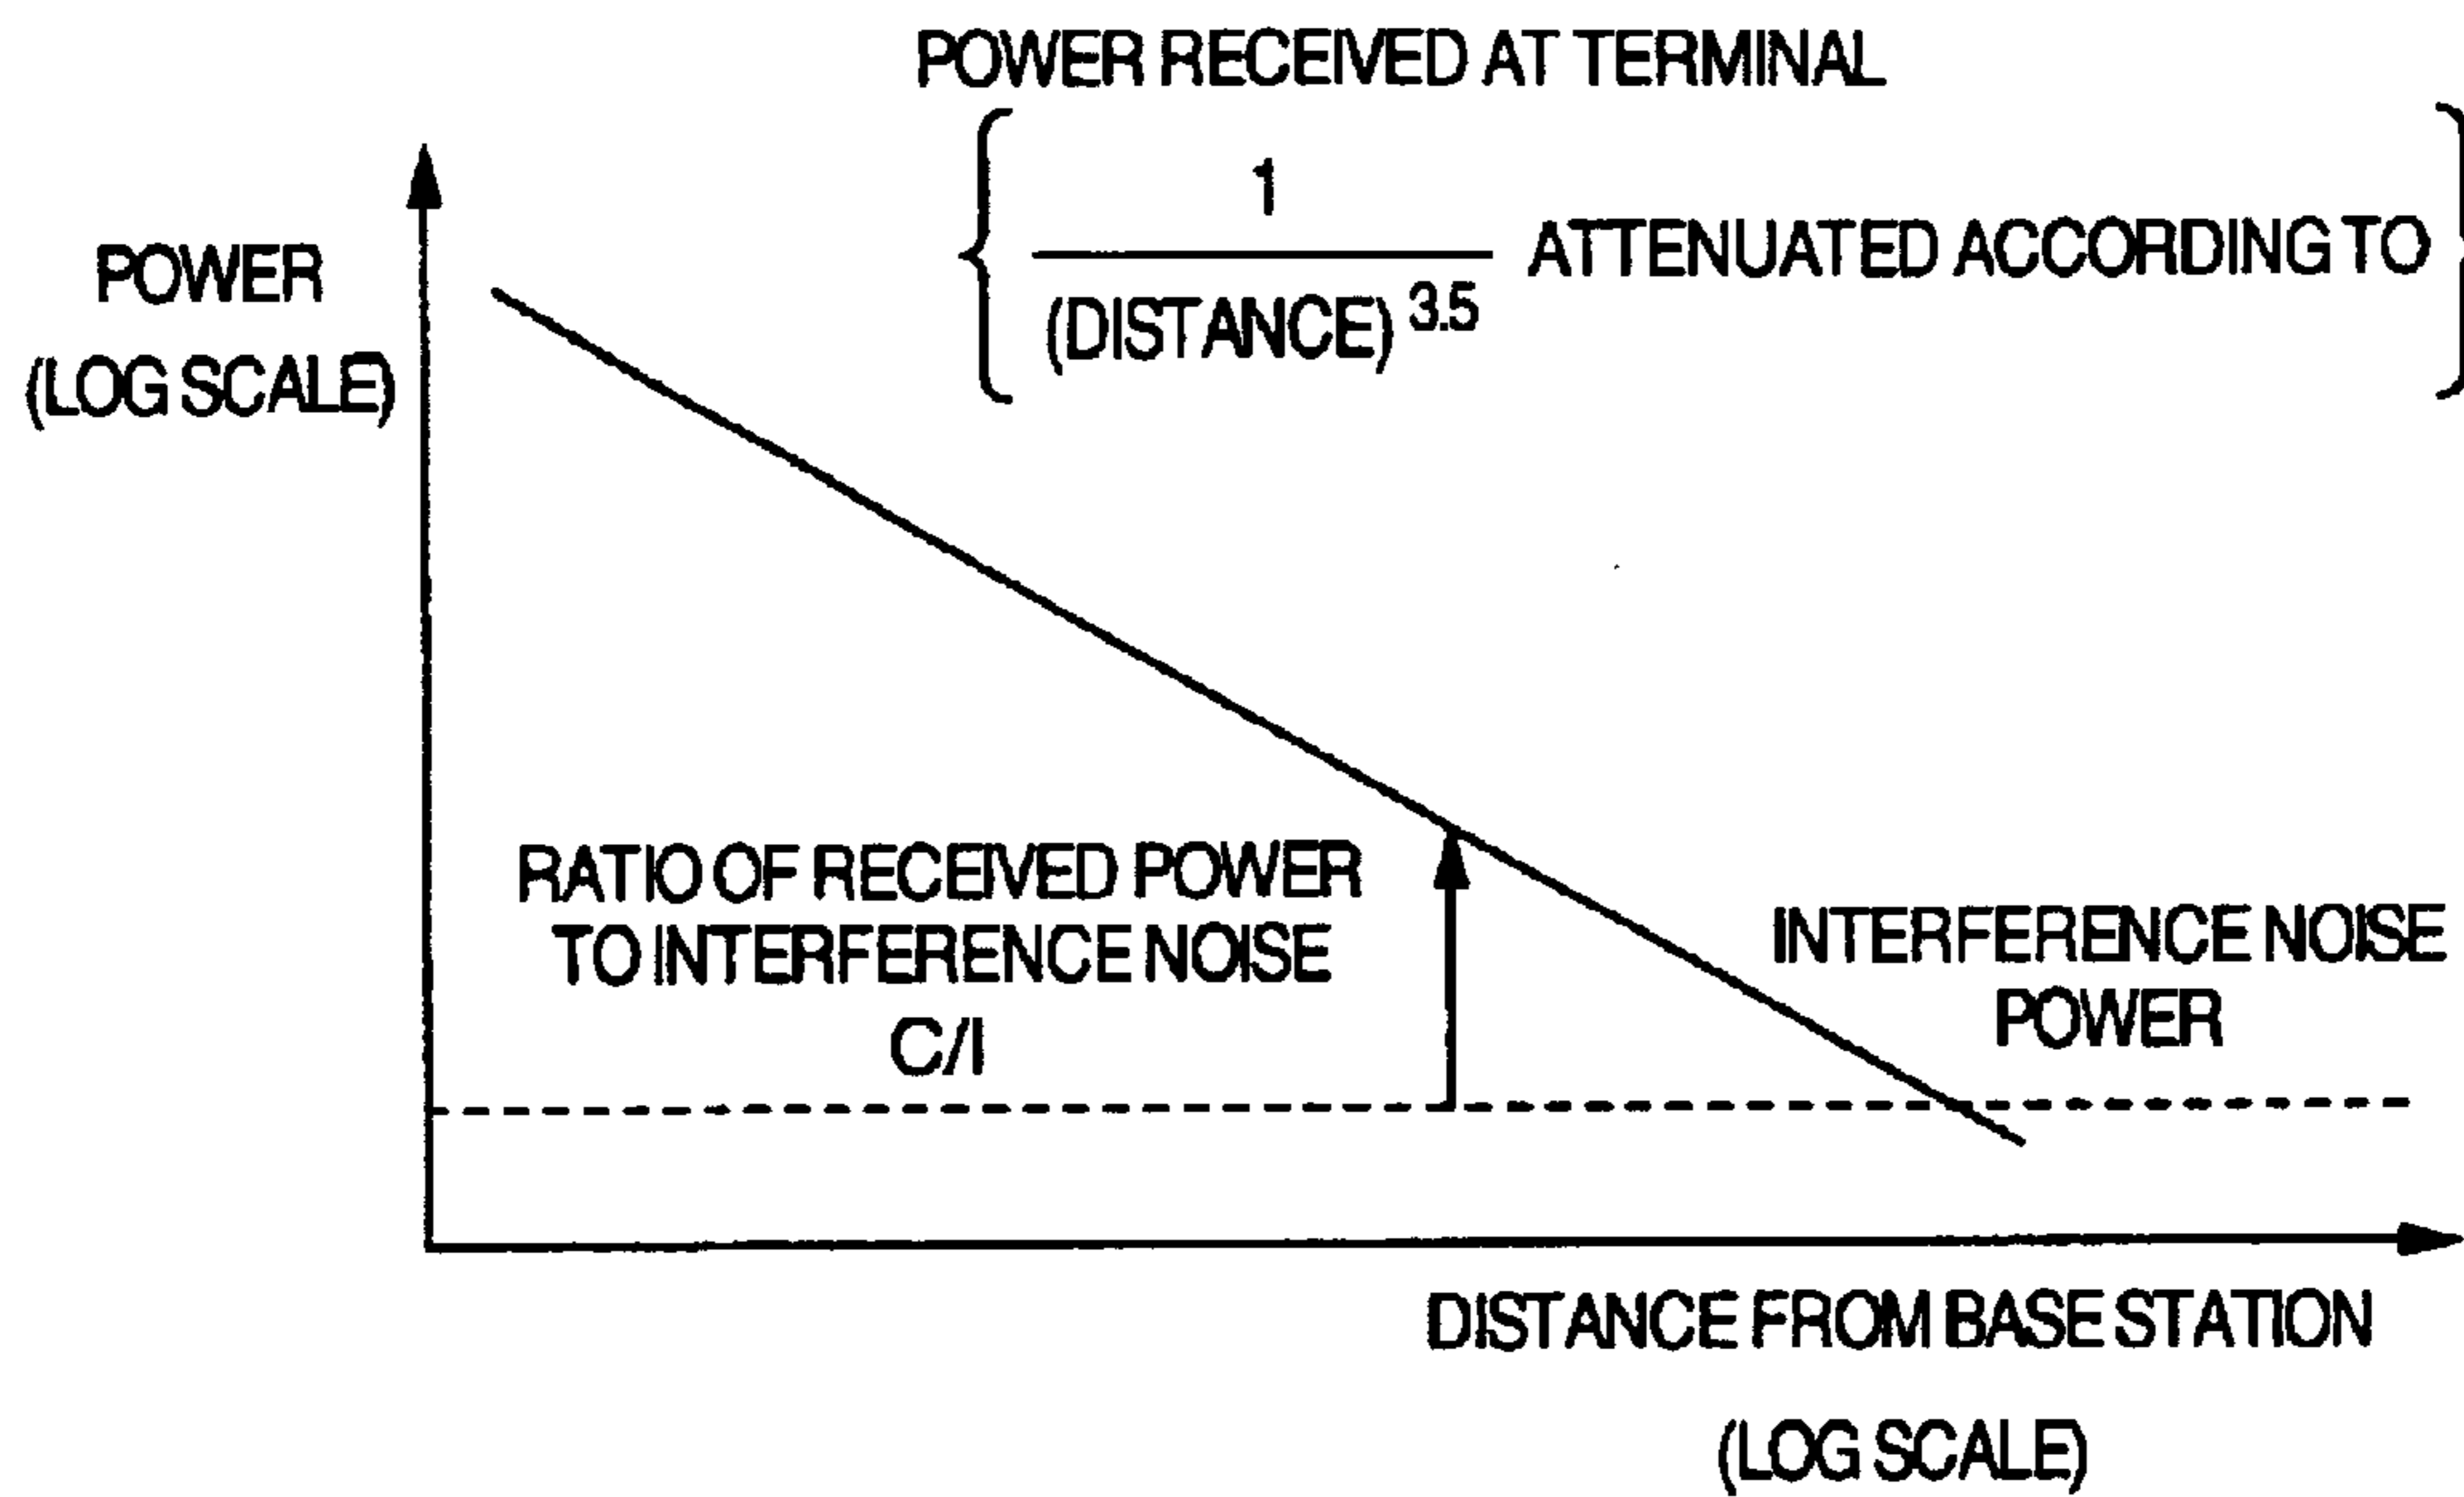 POWER RECEIVED AT TERMINAL
1
(DISTANCE) 3.5
ATTENUATED ACCORDING TO
POWER
(LOG SCALE)
RATIO OF RECEIVED POWER
TO INTERFERENCE NOISE
C/I
INTERFERENCE NOISE
POWER
DISTANCE FROM BASE STATION
(LOG SCALE)